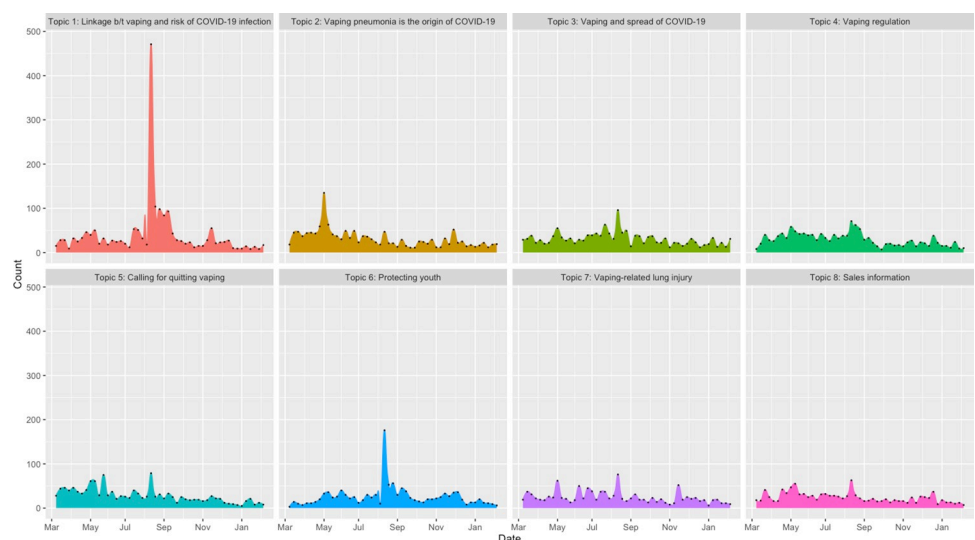 Topic 1: Linkage b/t vaping and risk of COVID-19 infection
Topic 2: Vaping pneumonia is the origin of COVID-19
Topic 3: Vaping and spread of COVID-19
Topic 4: Vaping regulation
500
400
300
200
100
0
Count
Topic 5: Calling for quitting vaping
Topic 6: Protecting youth
Topic 7: Vaping-related lung injury
Topic 8: Sales information
500
400
300
200
100
0
Mar May Jul Sep Nov Jan
Mar May Jul Sep Nov Jan
Mar May Jul Sep Nov Jan
Mar May Jul Sep Nov Jan
Date